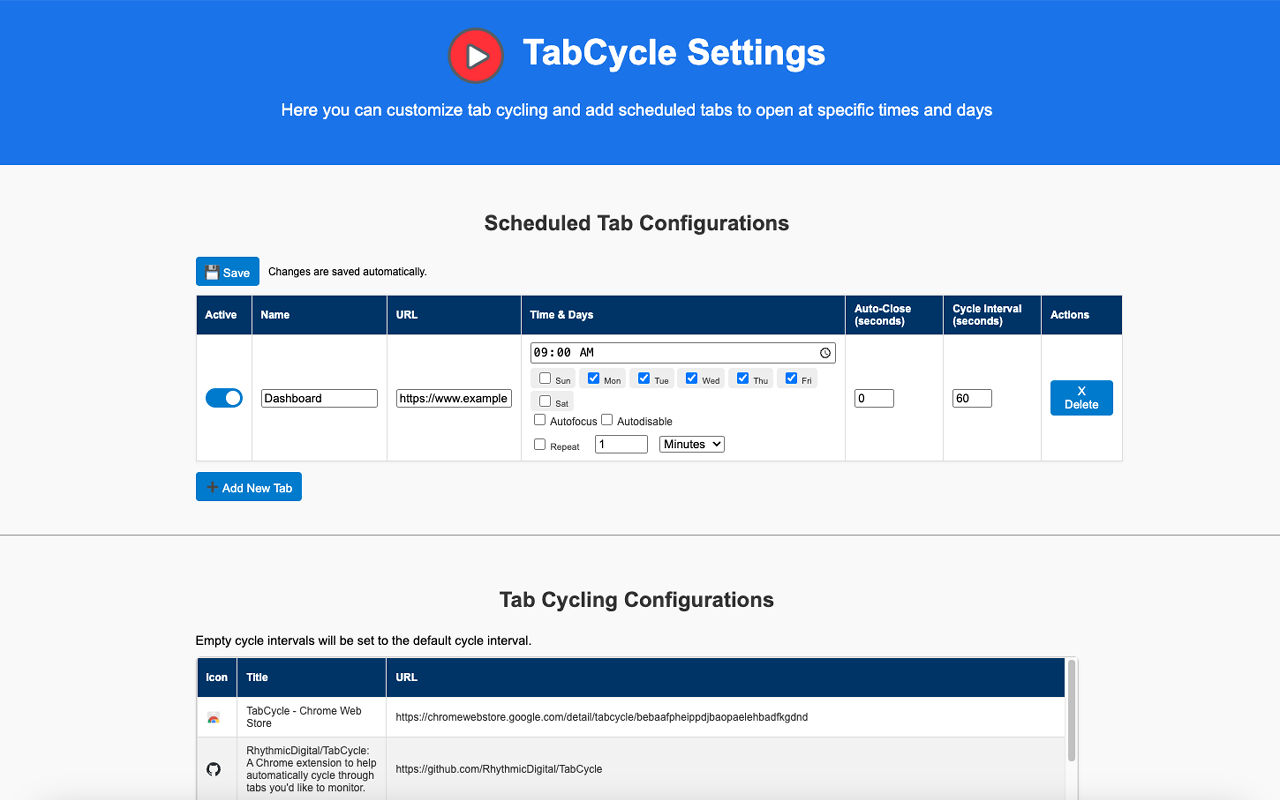 TabCycle Settings
Here you can customize tab cycling and add scheduled tabs to open at specific times and days
Scheduled Tab Configurations
Save Changes are saved automatically.
Active Name URL Time & Days Auto-Close (seconds) Cycle Interval (seconds) Actions
09:00 AM
Sun Mon Tue Wed Thu Fri
Dashboard https://www.example 0 60 X Delete
Sat
Autofocus Autodisable
Repeat 1 Minutes
Add New Tab
Tab Cycling Configurations
Empty cycle intervals will be set to the default cycle interval.
Icon Title URL
TabCycle - Chrome Web
Store
https://chromewebstore.google.com/detail/tabcycle/bebaafpheippdjbaopaelehbadfkgdnd
RhythmicDigital/TabCycle:
A Chrome extension to help
automatically cycle through
tabs you'd like to monitor.
https://github.com/RhythmicDigital/TabCycle